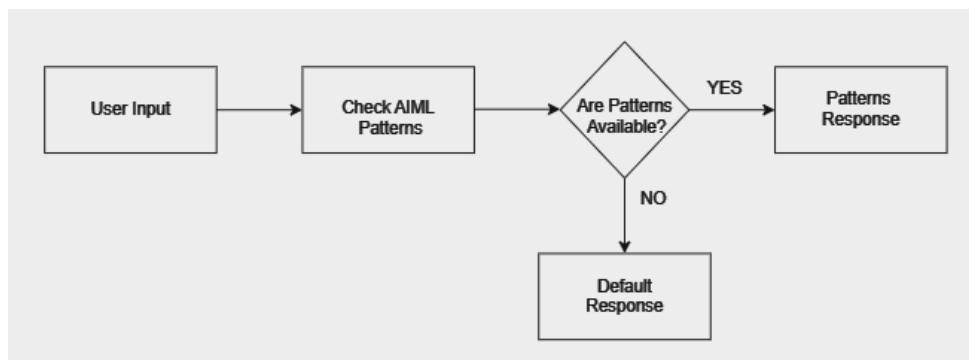 User Input
Check AIML
Patterns
Are Patterns
Available?
YES
Patterns
Response
NO
Default
Response